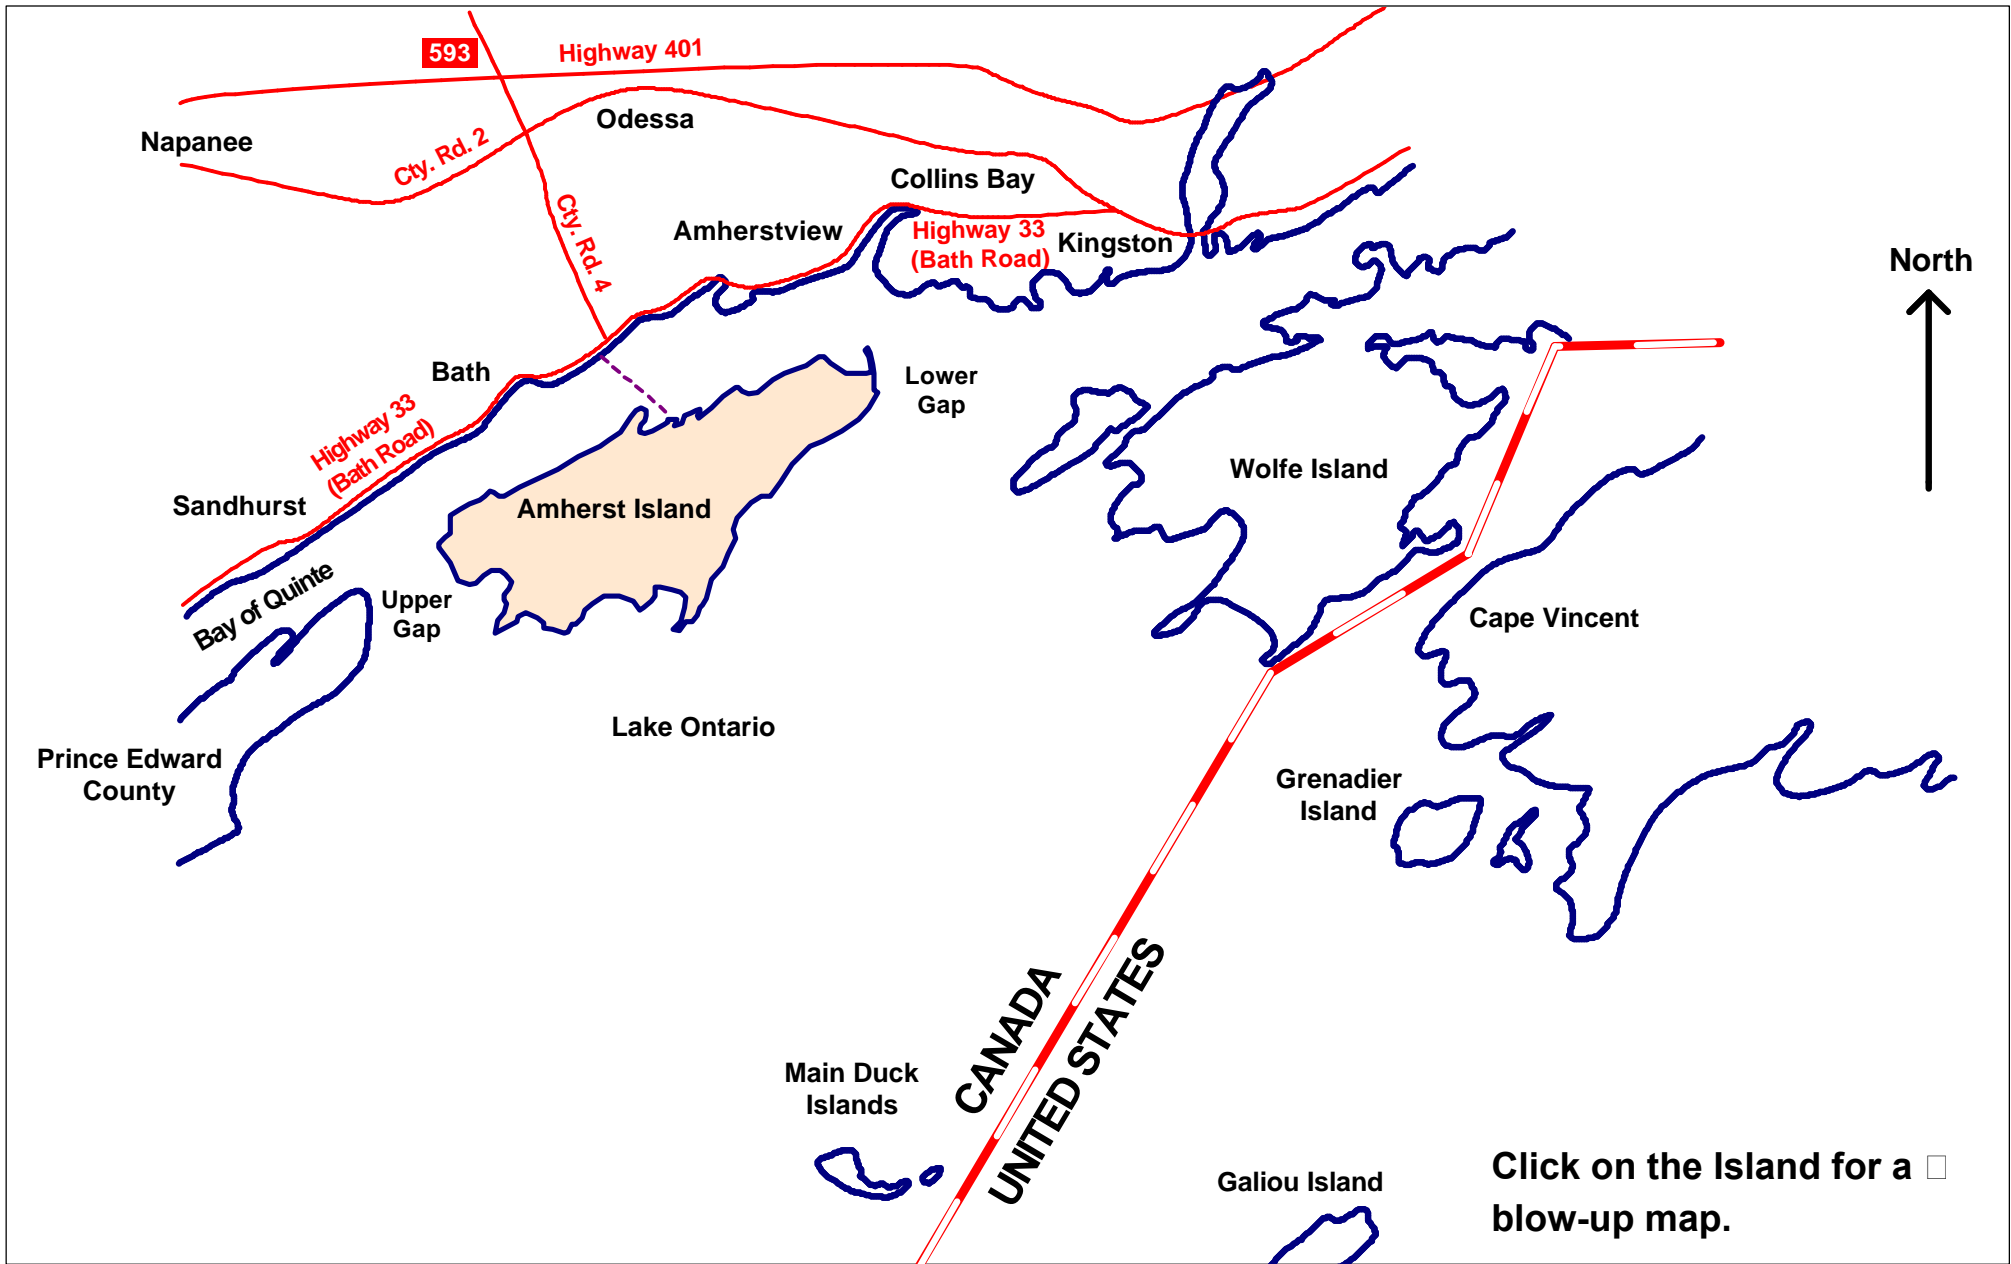 593
Highway 401
Odessa
Napanee
Cty. Rd. 2
Collins Bay
Cty. Rd. 4
Amherstview
Highway 33
(Bath Road)
Kingston
North
Bath
Lower
Gap
Highway 33
(Bath Road)
Wolfe Island
Sandhurst
Amherst Island
Bay of Quinte
Upper
Gap
Cape Vincent
Lake Ontario
Prince Edward
County
Grenadier
Island
CANADA
UNITED STATES
Main Duck
Islands
Galiou Island
Click on the Island for a □
blow-up map.